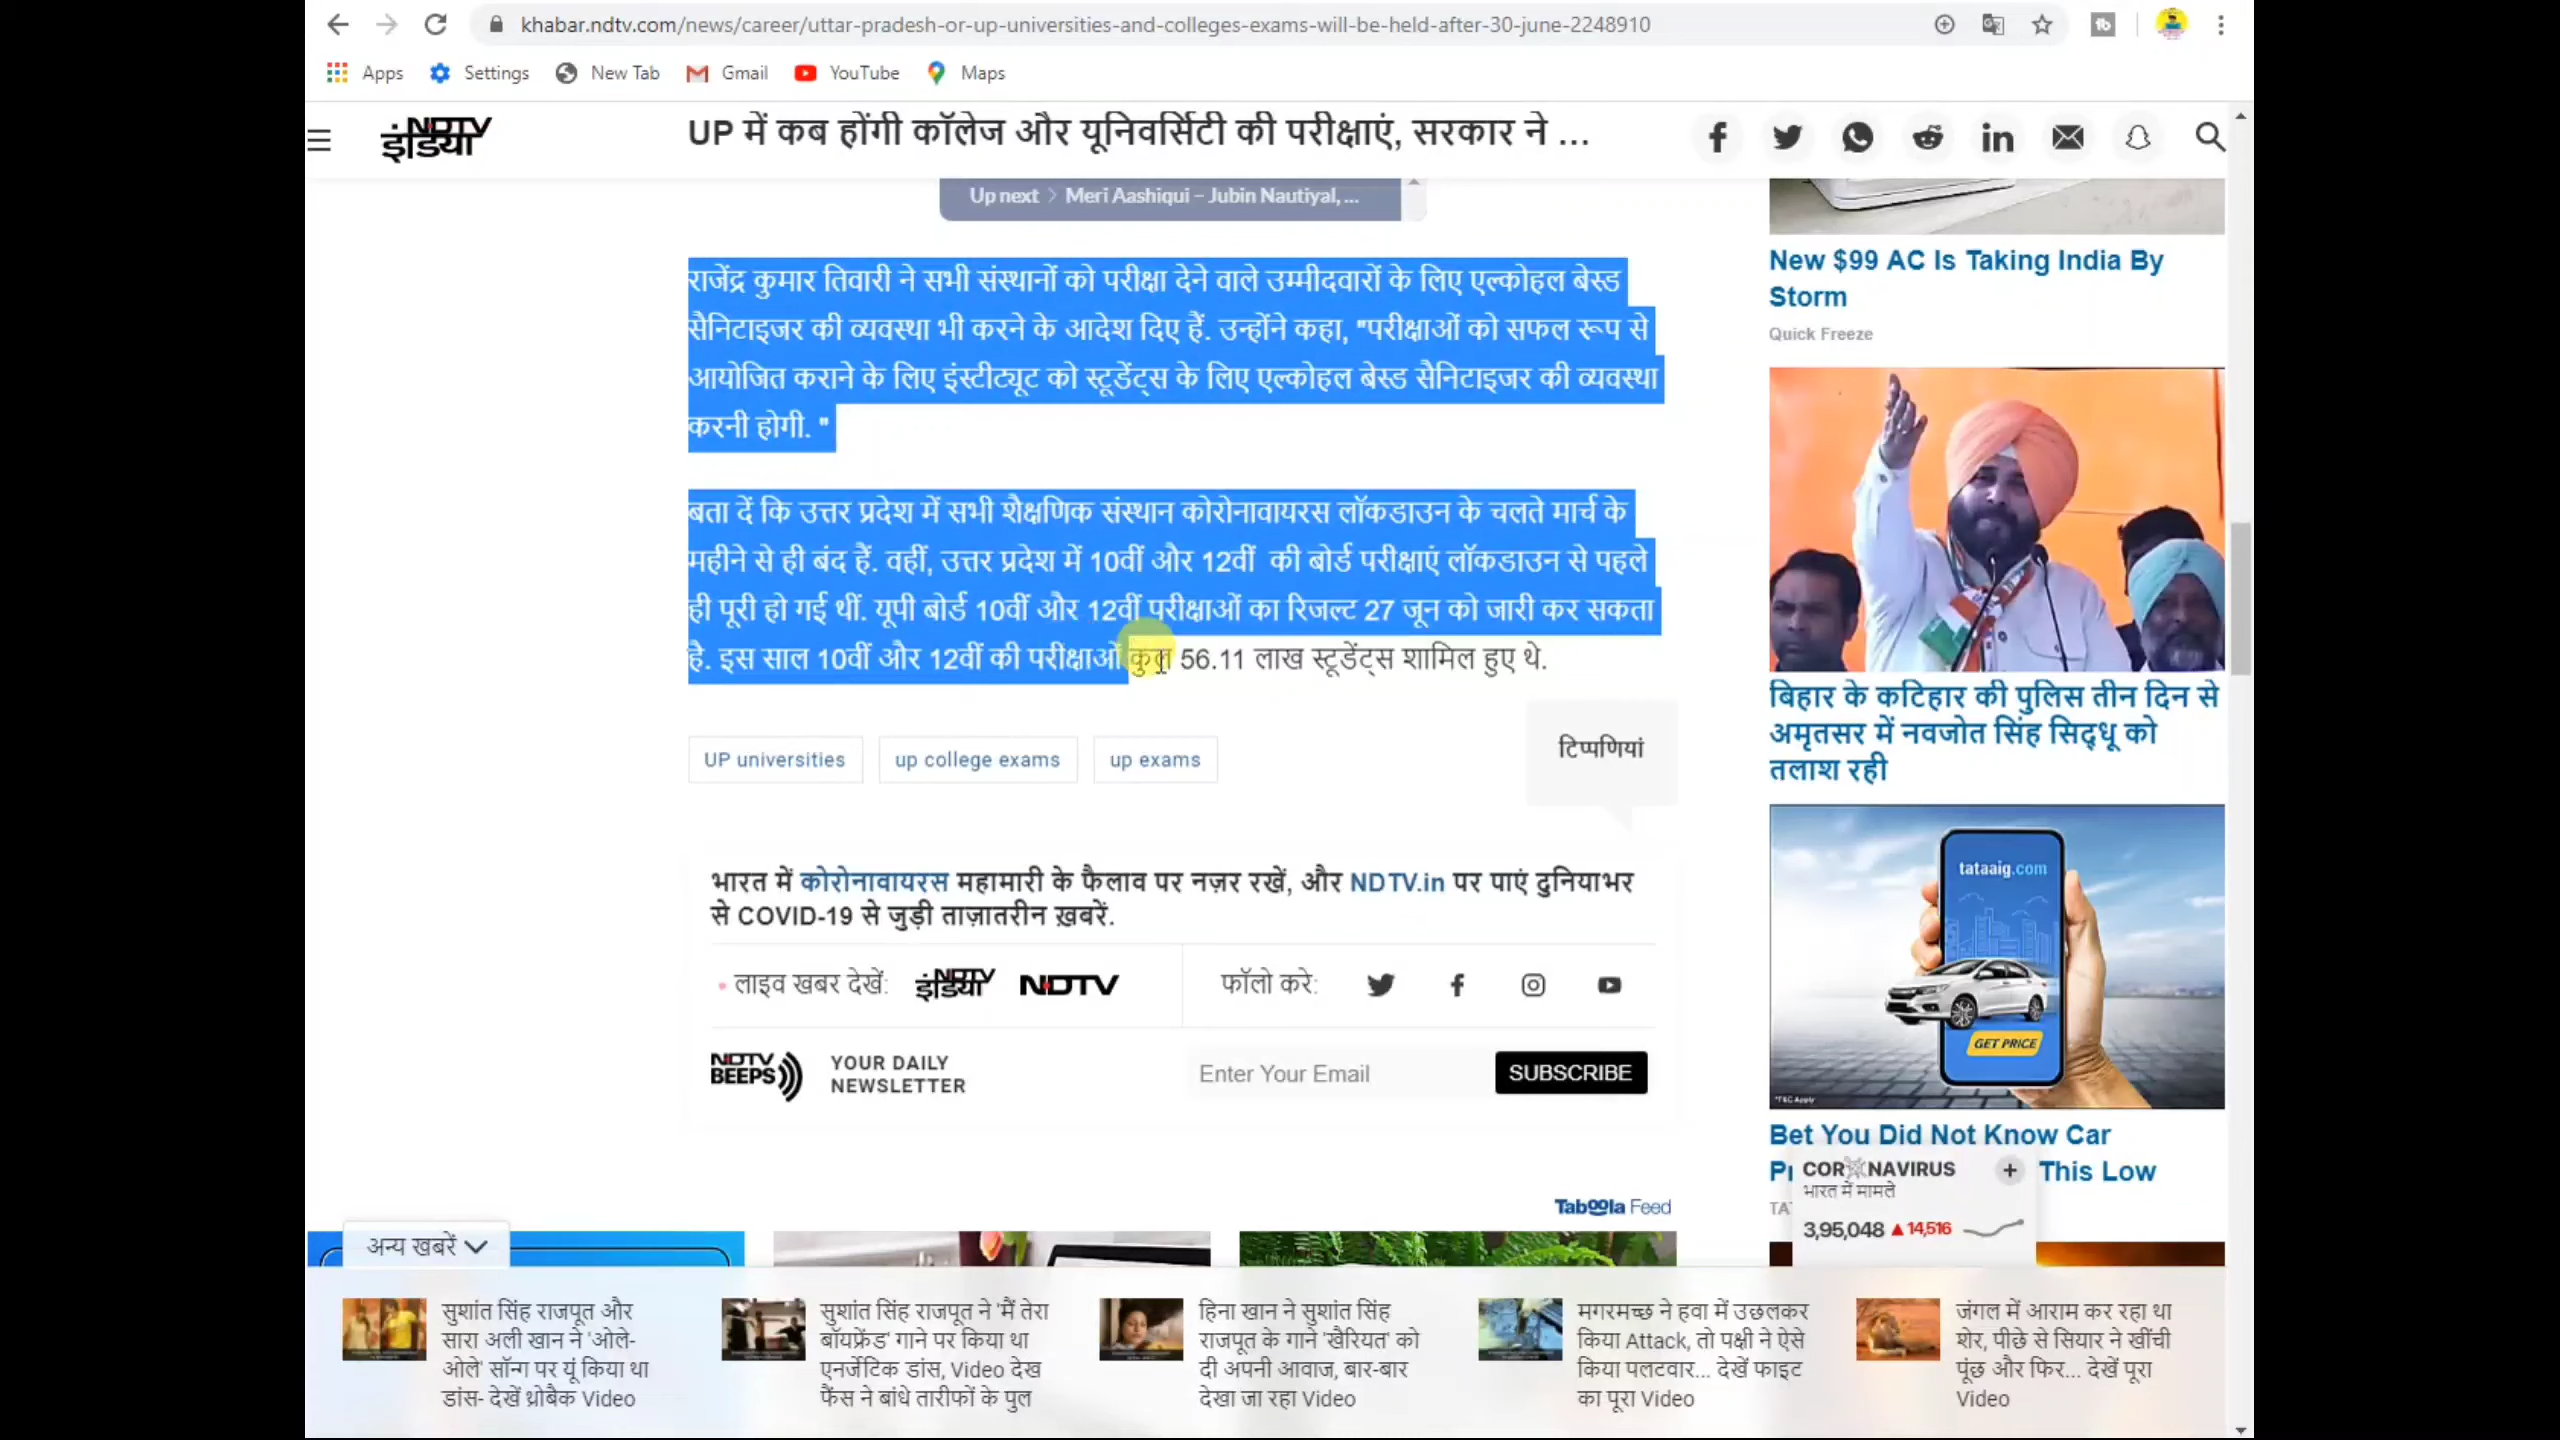 khabar.ndtv.com/news/career/uttar-pradesh-or-up-universities-and-colleges-exams-will-be-held-after-30-june-2248910
Apps Settings New Tab Gmail YouTube Maps
NDTV इंडिया
UP में कब होंगी कॉलेज और यूनिवर्सिटी की परीक्षाएं, सरकार ने ...
Up next > Meri Aashiqui – Jubin Nautiyal, ...
राजेंद्र कुमार तिवारी ने सभी संस्थानों को परीक्षा देने वाले उम्मीदवारों के लिए एल्कोहल बेस्ड
सैनिटाइजर की व्यवस्था भी करने के आदेश दिए हैं. उन्होंने कहा, "परीक्षाओं को सफल रूप से
आयोजित कराने के लिए इंस्टीट्यूट को स्टूडेंट्स के लिए एल्कोहल बेस्ड सैनिटाइजर की व्यवस्था
करनी होगी. "
बता दें कि उत्तर प्रदेश में सभी शैक्षणिक संस्थान कोरोनावायरस लॉकडाउन के चलते मार्च के
महीने से ही बंद हैं. वहीं, उत्तर प्रदेश में 10वीं और 12वीं की बोर्ड परीक्षाएं लॉकडाउन से पहले
ही पूरी हो गई थीं. यूपी बोर्ड 10वीं और 12वीं परीक्षाओं का रिजल्ट 27 जून को जारी कर सकता
है. इस साल 10वीं और 12वीं की परीक्षाओं कुल 56.11 लाख स्टूडेंट्स शामिल हुए थे.
UP universities up college exams up exams
टिप्पणियां
भारत में कोरोनावायरस महामारी के फैलाव पर नज़र रखें, और NDTV.in पर पाएं दुनियाभर
से COVID-19 से जुड़ी ताज़ातरीन ख़बरें.
लाइव खबर देखें: NDTV इंडिया NDTV फॉलो करे:
NDTV BEEPS
YOUR DAILY
NEWSLETTER
Enter Your Email SUBSCRIBE
Taboola Feed
New $99 AC Is Taking India By
Storm
Quick Freeze
बिहार के कटिहार की पुलिस तीन दिन से
अमृतसर में नवजोत सिंह सिद्धू को
तलाश रही
tataaig.com
GET PRICE
*T&C Apply
Bet You Did Not Know Car
This Low
TA
CORONAVIRUS +
भारत में मामले
3,95,048 ▲14,516
अन्य खबरें
सुशांत सिंह राजपूत और
सारा अली खान ने 'ओले-
ओले' सॉन्ग पर यूं किया था
डांस- देखें थ्रोबैक Video
सुशांत सिंह राजपूत ने 'मैं तेरा
बॉयफ्रेंड' गाने पर किया था
एनर्जेटिक डांस, Video देख
फैंस ने बांधे तारीफों के पुल
हिना खान ने सुशांत सिंह
राजपूत के गाने 'खैरियत' को
दी अपनी आवाज, बार-बार
देखा जा रहा Video
मगरमच्छ ने हवा में उछलकर
किया Attack, तो पक्षी ने ऐसे
किया पलटवार... देखें फाइट
का पूरा Video
जंगल में आराम कर रहा था
शेर, पीछे से सियार ने खींची
पूंछ और फिर... देखें पूरा
Video